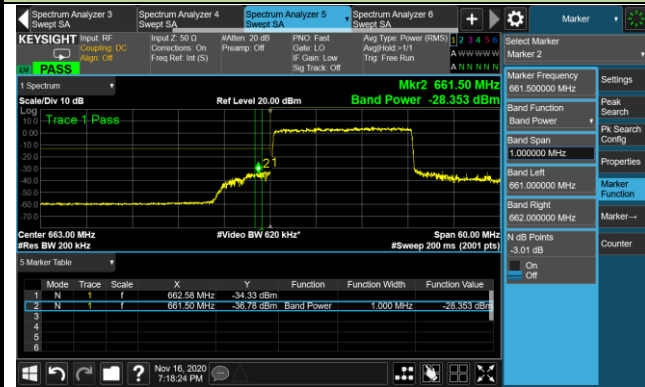 Spectrum Analyzer 3
Swept SA
Spectrum Analyzer 4
Swept SA
Spectrum Analyzer 5
Swept SA
Spectrum Analyzer 6
Swept SA
Marker
KEYSIGHT
Input: RF
Coupling: DC
Align: Off
PASS
Input Z: 50 Ω
Corrections: On
Freq Ref: Int (S)
#Atten: 20 dB
Preamp: Off
PNO: Fast
Gate: LO
IF Gain: Low
Sig Track: Off
Avg Type: Power (RMS)
Avg|Hold:>1/1
Trig: Free Run
1 2 3 4 5 6
A W W W W W
A N N N N N
Select Marker
Marker 2
1 Spectrum
Scale/Div 10 dB
Ref Level 20.00 dBm
Mkr2 661.50 MHz
Band Power -28.353 dBm
Log
Trace 1 Pass
10.0
0.00
-10.0
-20.0
-30.0
-40.0
-50.0
-60.0
-70.0
2 1
Center 663.00 MHz
#Res BW 200 kHz
#Video BW 620 kHz*
Span 60.00 MHz
#Sweep 200 ms (2001 pts)
5 Marker Table
Mode Trace Scale X Y Function Function Width Function Value
1 N 1 f 662.58 MHz -34.33 dBm
2 N 1 f 661.50 MHz -36.78 dBm Band Power 1.000 MHz -28.353 dBm
3
4
5
6
Nov 16, 2020
7:18:24 PM
Marker Frequency
661.500000 MHz
Band Function
Band Power
Band Span
1.000000 MHz
Band Left
661.000000 MHz
Band Right
662.000000 MHz
N dB Points
-3.01 dB
On
Off
Settings
Peak
Search
Pk Search
Config
Properties
Marker
Function
Marker→
Counter